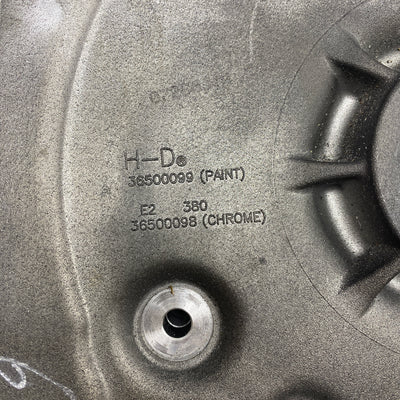 H-D®
36500099 (PAINT)
E2 380
36500098 (CHROME)